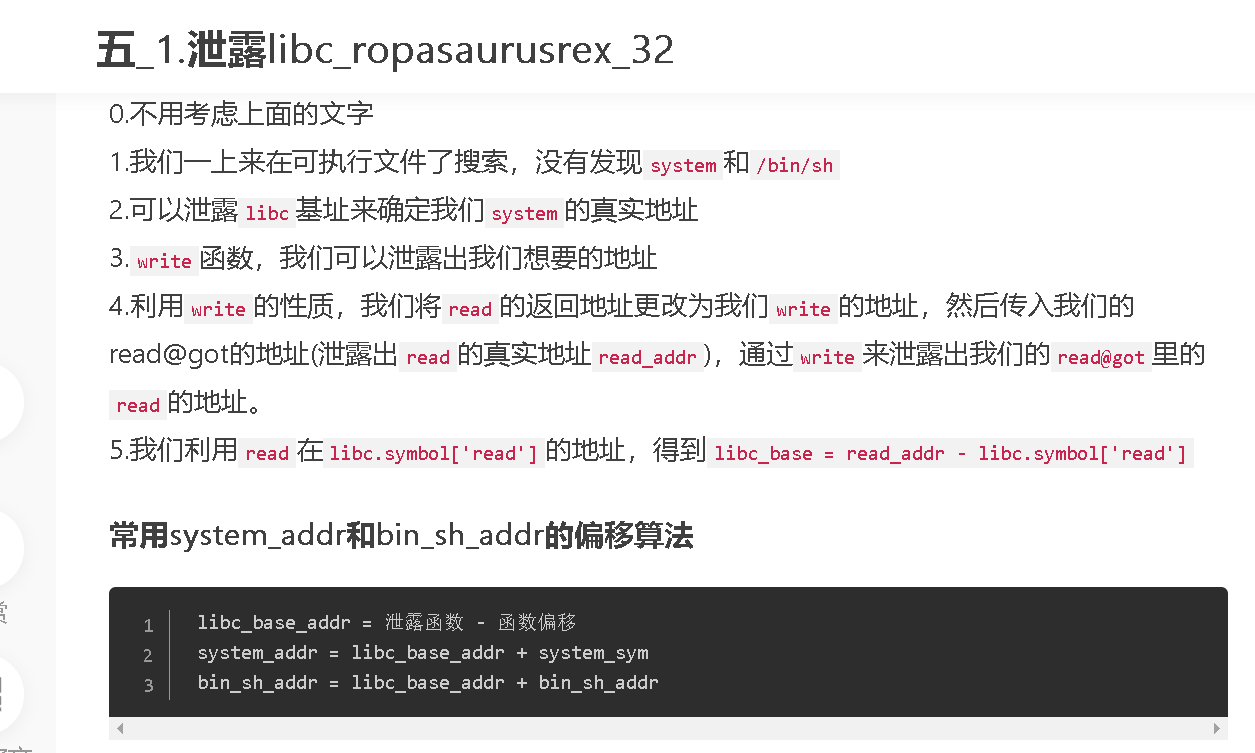 五_1.泄露libc_ropasaurusrex_32
0.不用考虑上面的文字
1.我们一上来在可执行文件了搜索，没有发现 system 和 /bin/sh
2.可以泄露 libc 基址来确定我们 system 的真实地址
3. write 函数，我们可以泄露出我们想要的地址
4.利用 write 的性质，我们将 read 的返回地址更改为我们 write 的地址，然后传入我们的
read@got的地址(泄露出 read 的真实地址 read_addr )，通过 write 来泄露出我们的 read@got 里的
read 的地址。
5.我们利用 read 在 libc.symbol['read'] 的地址，得到 libc_base = read_addr - libc.symbol['read']
常用system_addr和bin_sh_addr的偏移算法
1 libc_base_addr = 泄露函数 - 函数偏移
2 system_addr = libc_base_addr + system_sym
3 bin_sh_addr = libc_base_addr + bin_sh_addr